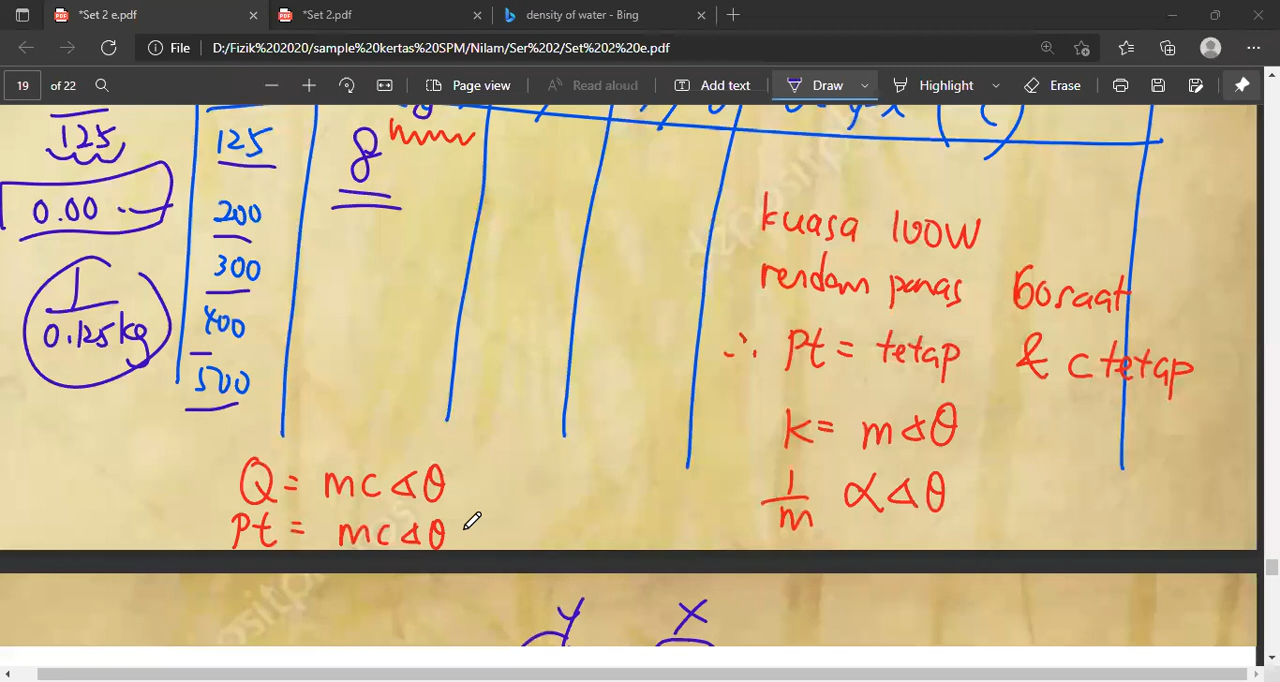 *Set 2 e.pdf
*Set 2.pdf
density of water - Bing
File
D:/Fizik%202020/sample%20kertas%20SPM/Nilam/Ser%202/Set%202%20e.pdf
19 of 22
Page view
Read aloud
Add text
Draw
Highlight
Erase
125
125
8
0.00
200
300
400
500
1
0.125kg
kuasa 100W
rendam panas 60 saat
∴ Pt = tetap & c tetap
k = mΔθ
1/m α Δθ
Q = mcΔθ
Pt = mcΔθ
y x